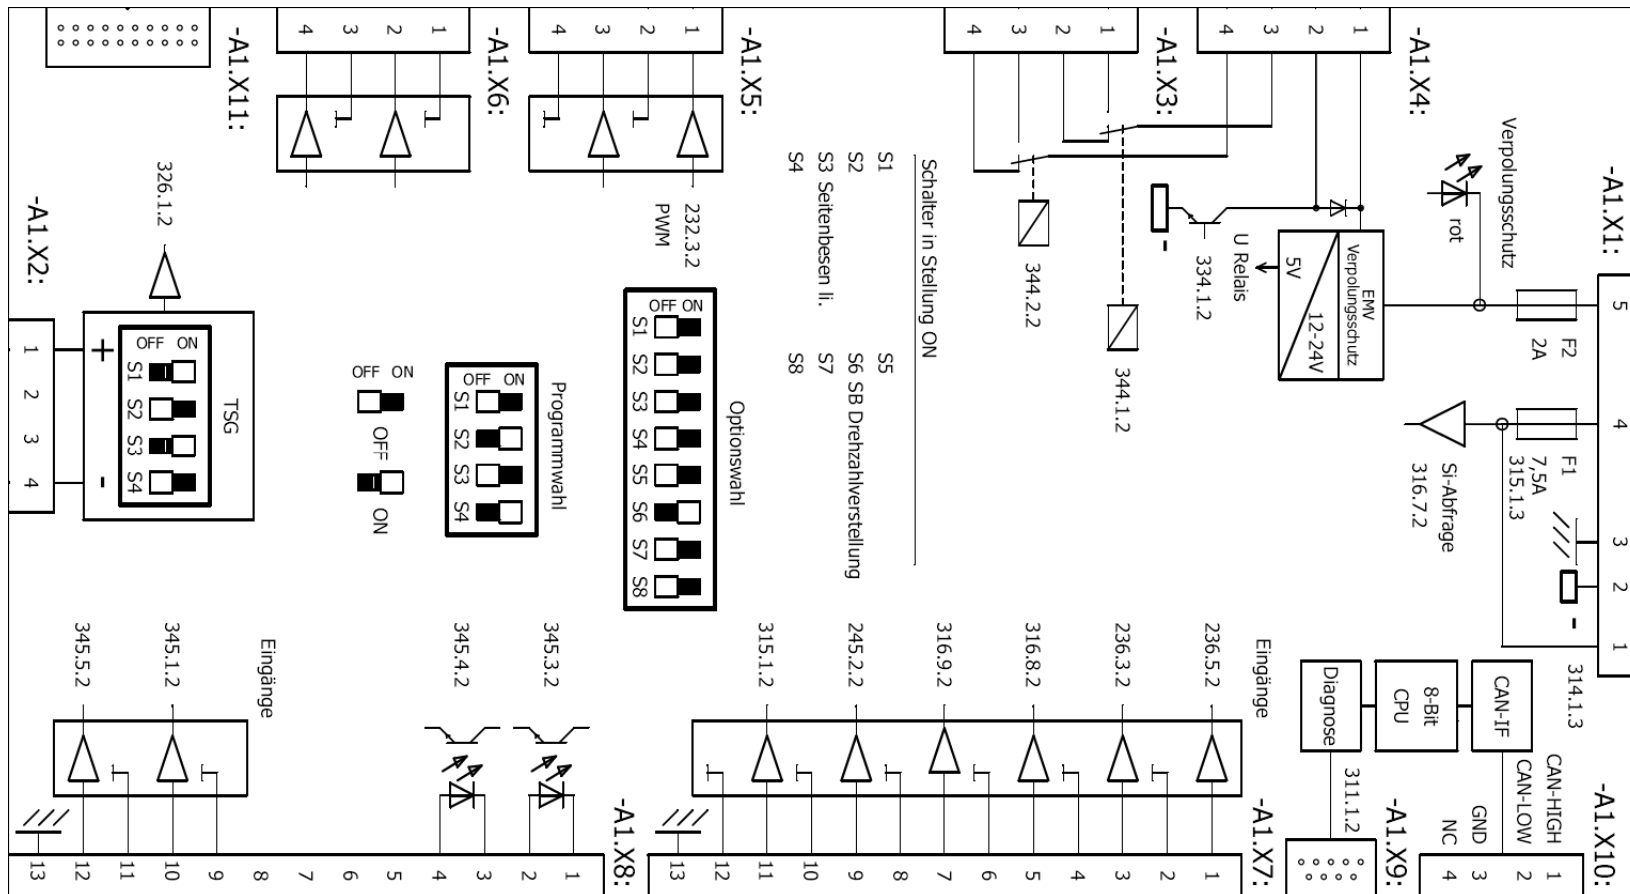 -A1.X11:
4
3
2
1
-A1.X6:
4
3
2
1
-A1.X5:
4
3
2
1
-A1.X3:
4
3
2
1
-A1.X4:
-A1.X1:
5
4
3
2
1
Verpolungsschutz
rot
F2
2A
F1
7,5A
315.1.3
Si-Abfrage
316.7.2
-
314.1.3
EMV
Verpolungsschutz
12-24V
5V
U Relais
334.1.2
-
344.1.2
344.2.2
Schalter in Stellung ON
S1
S2
S3 Seitenbesen li.
S4
S5
S6 SB Drehzahlverstellung
S7
S8
232.3.2
PWM
326.1.2
-A1.X2:
1
2
3
4
+
-
TSG
OFF ON
S1
S2
S3
S4
OFF ON
OFF
ON
Programmwahl
OFF ON
S1
S2
S3
S4
Optionswahl
OFF ON
S1
S2
S3
S4
S5
S6
S7
S8
Eingänge
345.5.2
345.1.2
345.4.2
345.3.2
Eingänge
315.1.2
245.2.2
316.9.2
316.8.2
236.3.2
236.5.2
Diagnose
8-Bit
CPU
CAN-IF
311.1.2
CAN-HIGH
CAN-LOW
GND
NC
-A1.X8:
13
12
11
10
9
8
7
6
5
4
3
2
1
-A1.X7:
13
12
11
10
9
8
7
6
5
4
3
2
1
-A1.X9:
-A1.X10:
4
3
2
1